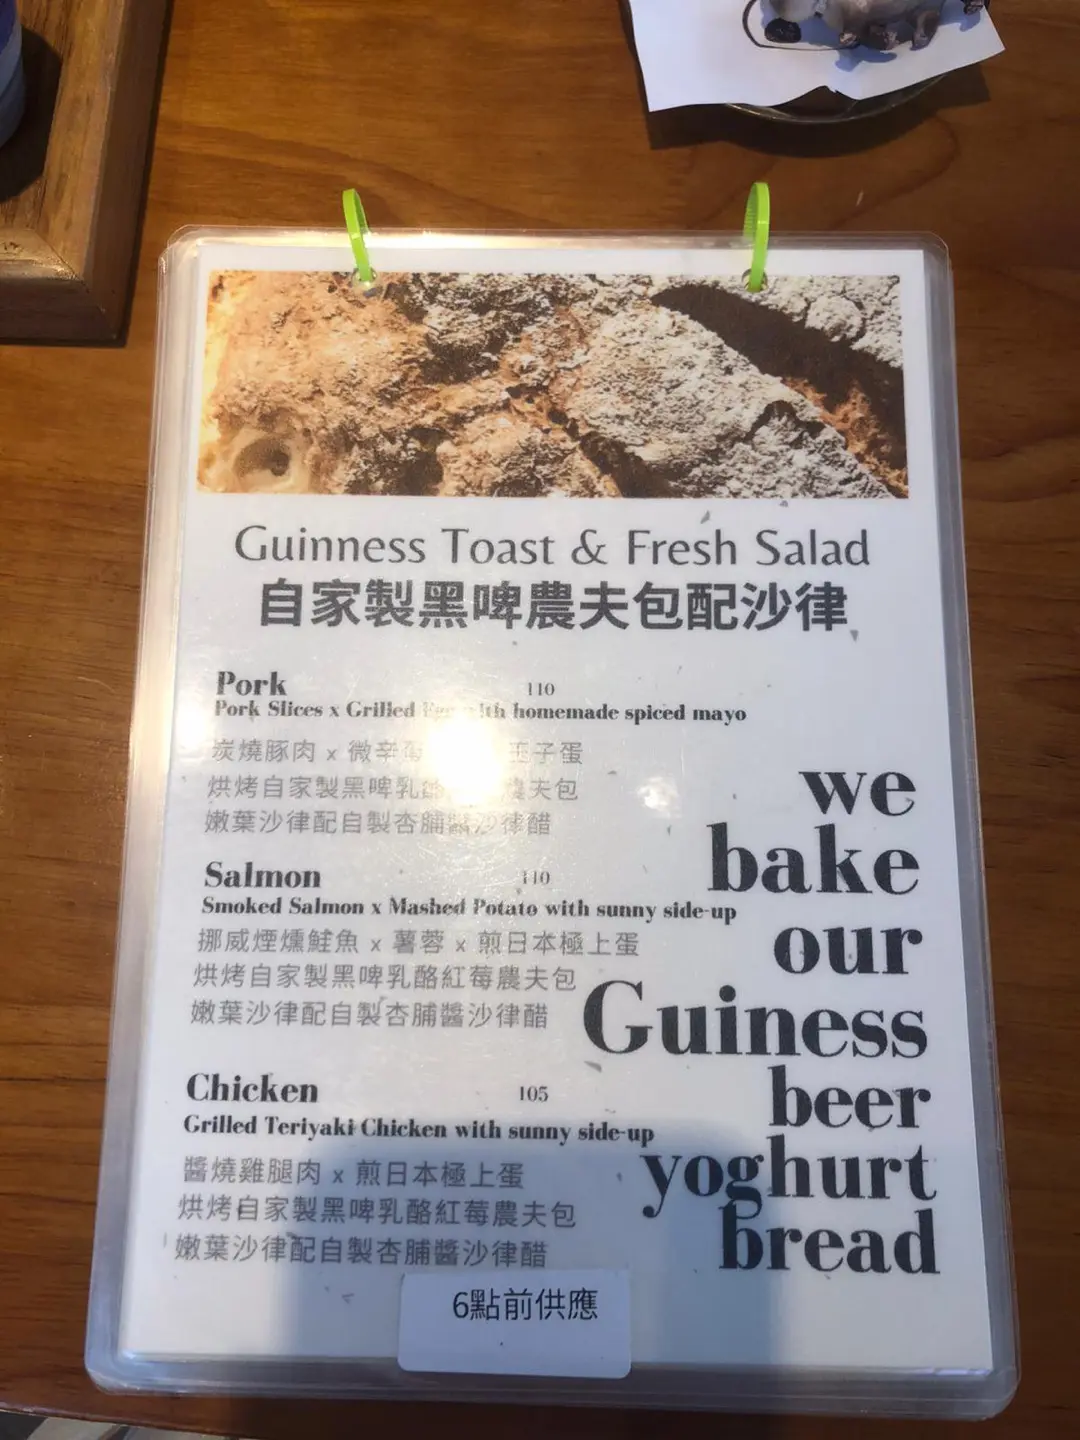 Guinness Toast & Fresh Salad
自家製黑啤農夫包配沙律
Pork 110
Pork Slices x Grilled Egg with homemade spiced mayo
炭燒豚肉 x 微辛 玉子蛋
烘烤自家製黑啤乳酪 農夫包
嫩葉沙律配自製杏脯醬沙律醋
Salmon 110
Smoked Salmon x Mashed Potato with sunny side-up
挪威煙燻鮭魚 x 薯蓉 x 煎日本極上蛋
烘烤自家製黑啤乳酪紅莓農夫包
嫩葉沙律配自製杏脯醬沙律醋
Chicken 105
Grilled Teriyaki Chicken with sunny side-up
醬燒雞腿肉 x 煎日本極上蛋
烘烤自家製黑啤乳酪紅莓農夫包
嫩葉沙律配自製杏脯醬沙律醋
we
bake
our
Guiness
beer
yoghurt
bread
6點前供應